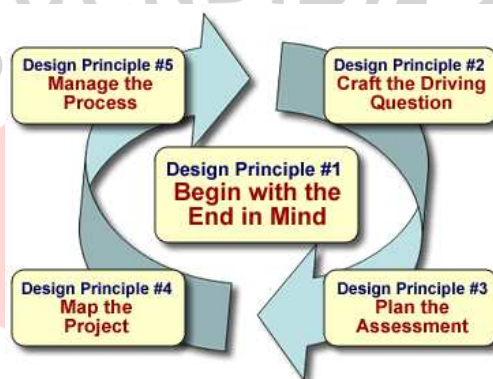 Design Principle #5
Manage the
Process
Design Principle #2
Craft the Driving
Question
Design Principle #1
Begin with the
End in Mind
Design Principle #4
Map the
Project
Design Principle #3
Plan the
Assessment